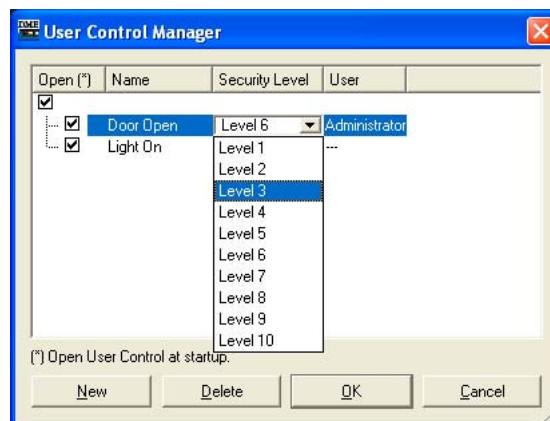 User Control Manager
Open (*) Name Security Level User
Door Open Level 6 Administrator
Light On Level 1 ---
Level 2
Level 3
Level 4
Level 5
Level 6
Level 7
Level 8
Level 9
Level 10
(*) Open User Control at startup.
New Delete OK Cancel